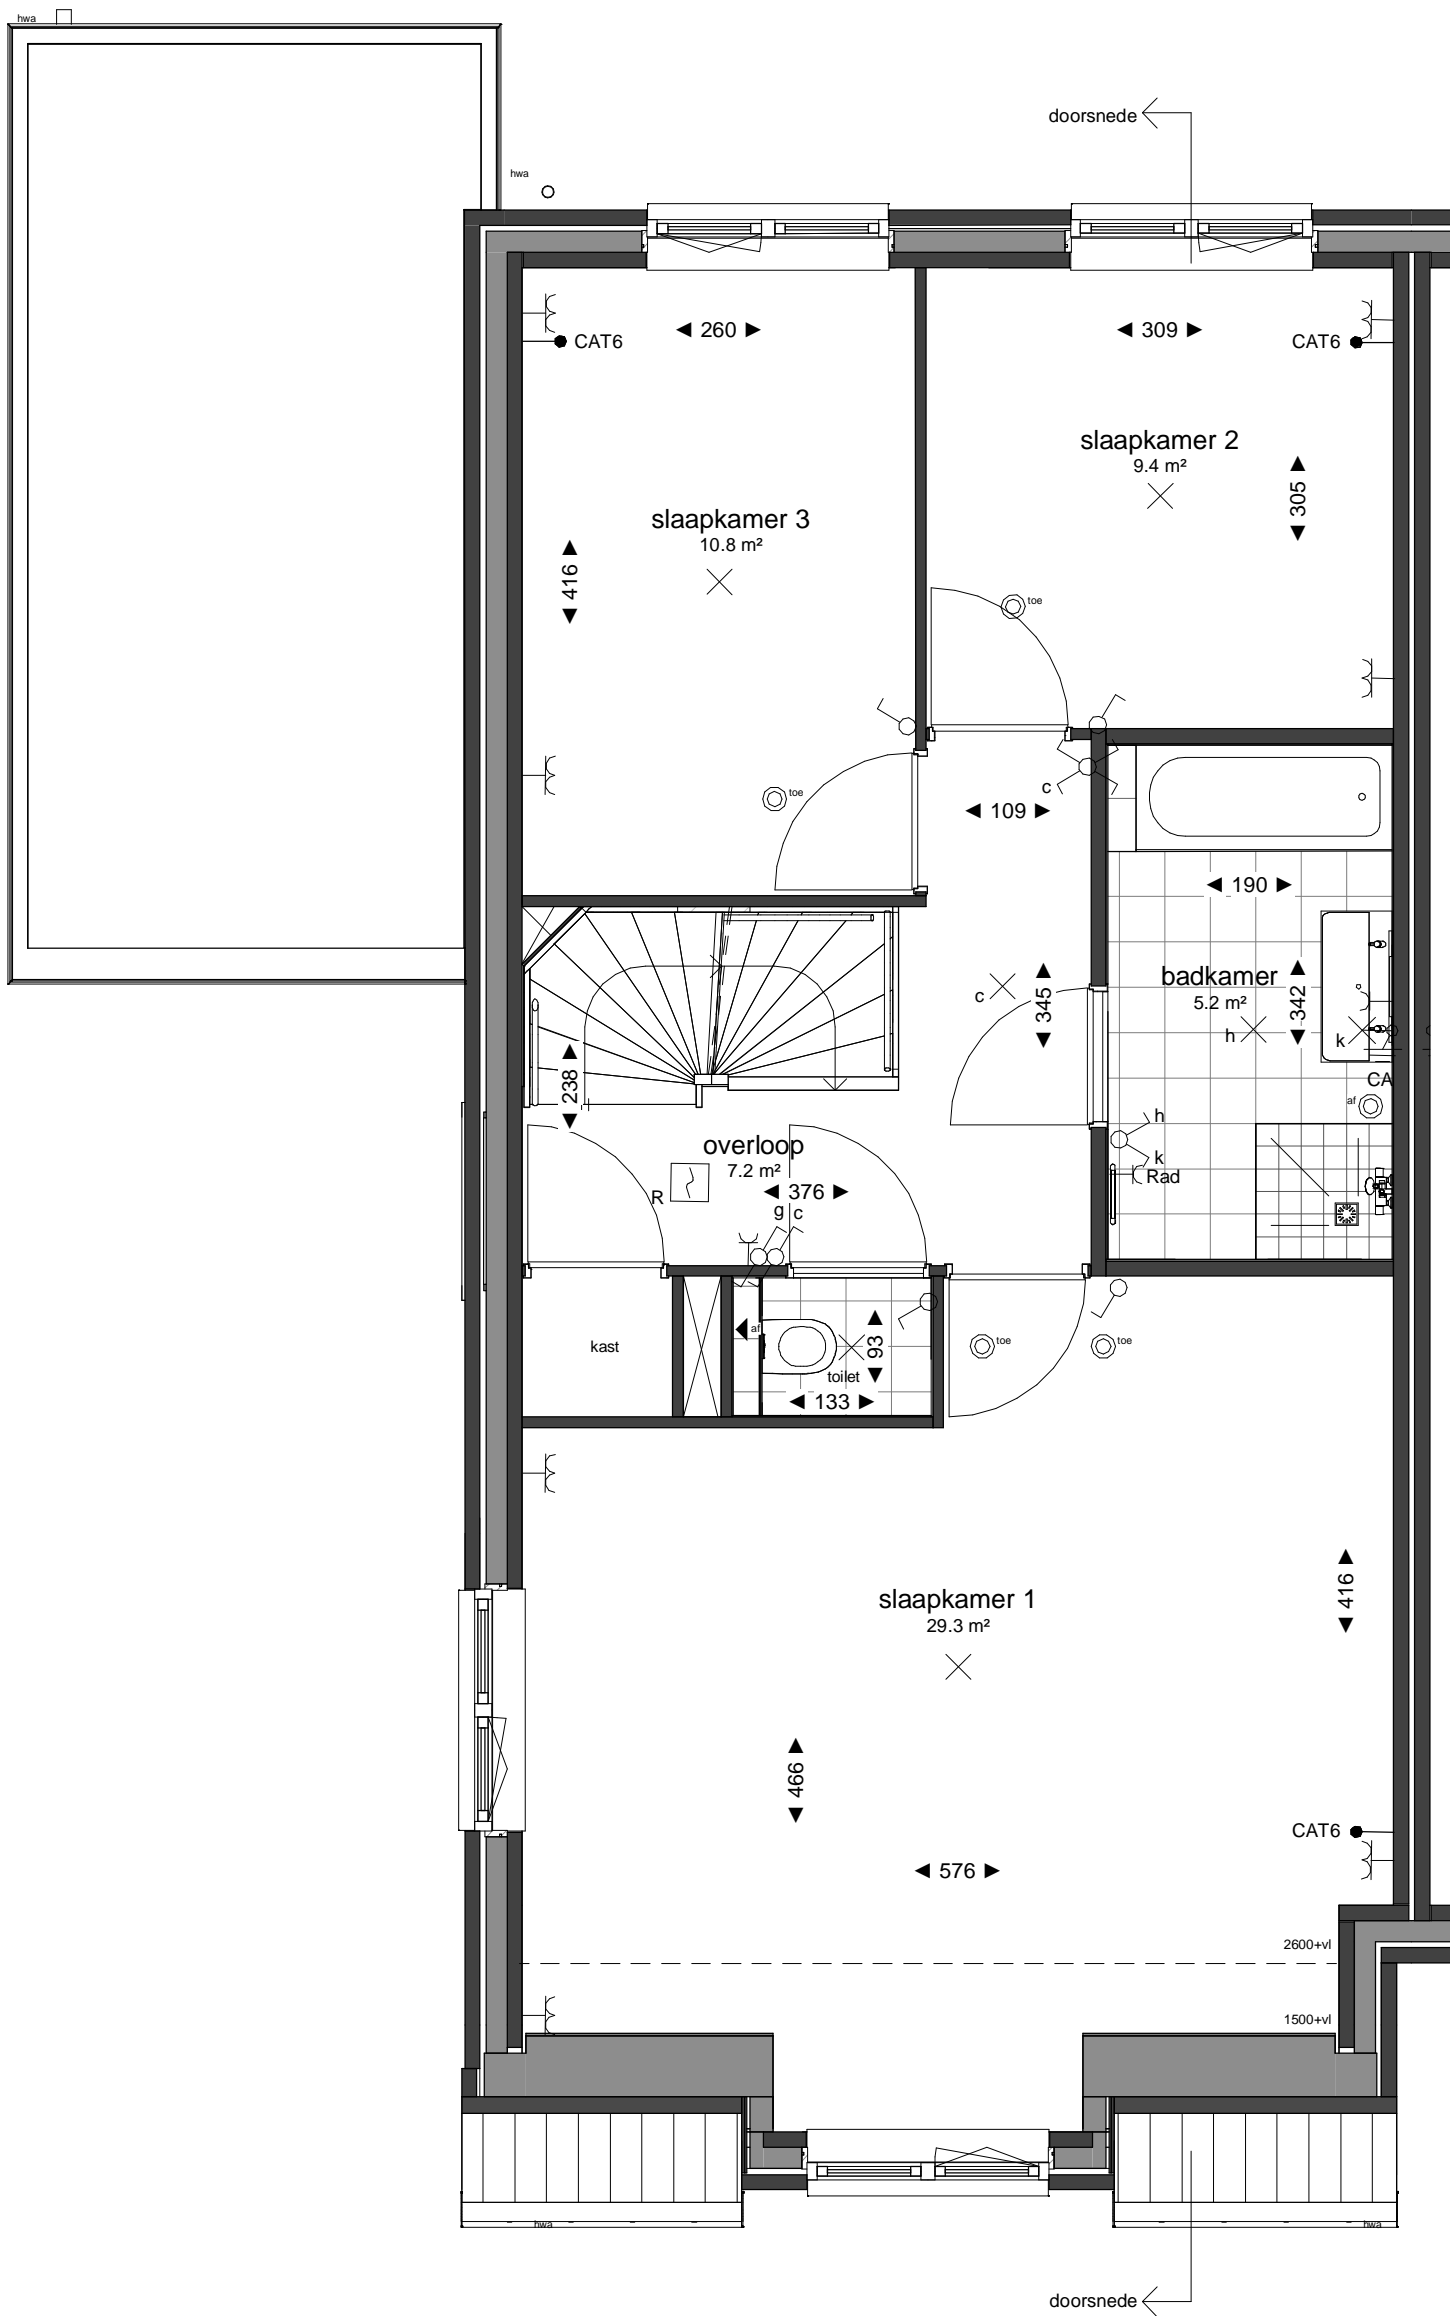 hwa
doorsnede
hwa
◄ 260 ►
◄ 309 ►
CAT6
CAT6
slaapkamer 2
9.4 m²
◄ 305 ►
slaapkamer 3
10.8 m²
◄ 416 ►
toe
toe
c
◄ 109 ►
◄ 190 ►
badkamer
5.2 m²
◄ 342 ►
c
◄ 345 ►
h
k
CA
af
◄ 238 ►
h
k
Rad
overloop
7.2 m²
◄ 376 ►
R
g
c
kast
af
toilet
◄ 93 ►
◄ 133 ►
toe
toe
slaapkamer 1
29.3 m²
◄ 416 ►
◄ 466 ►
CAT6
◄ 576 ►
2600+vl
1500+vl
hwa
hwa
doorsnede